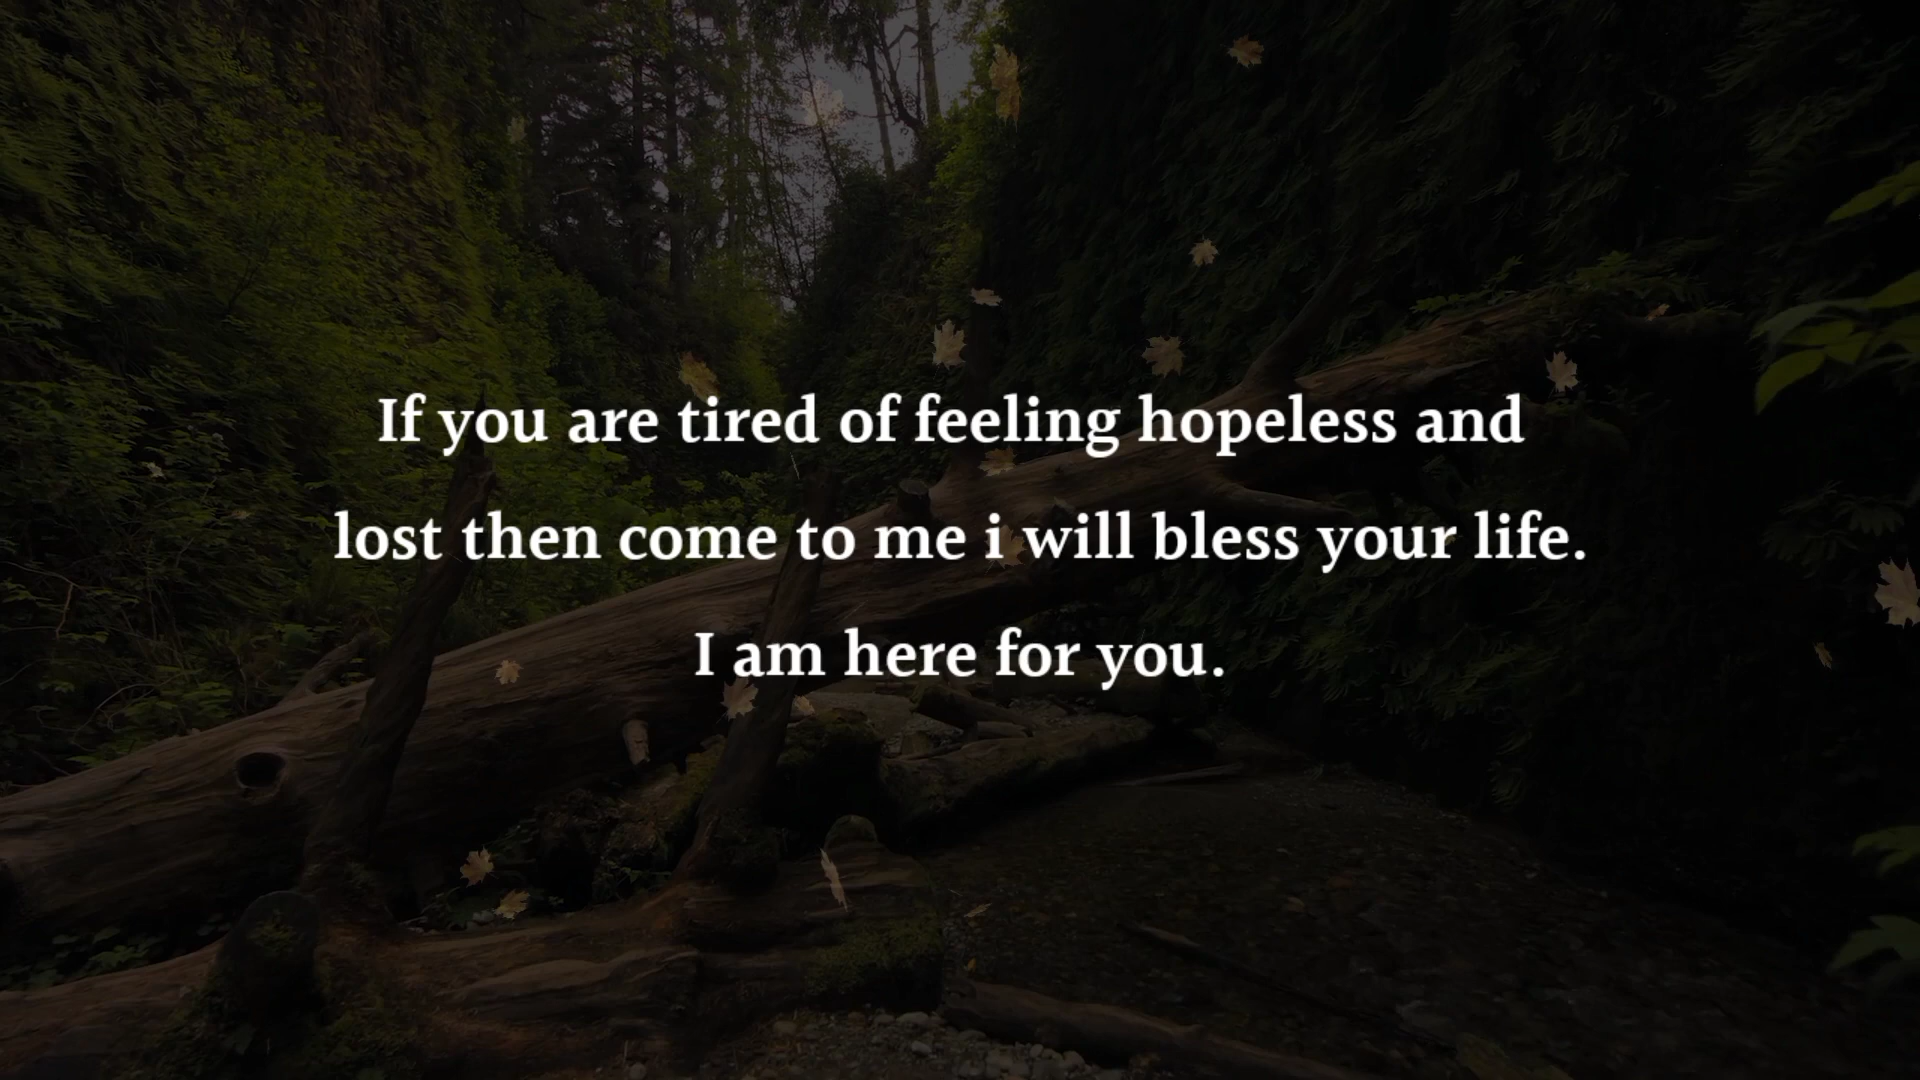 If you are tired of feeling hopeless and
lost then come to me i will bless your life.
I am here for you.